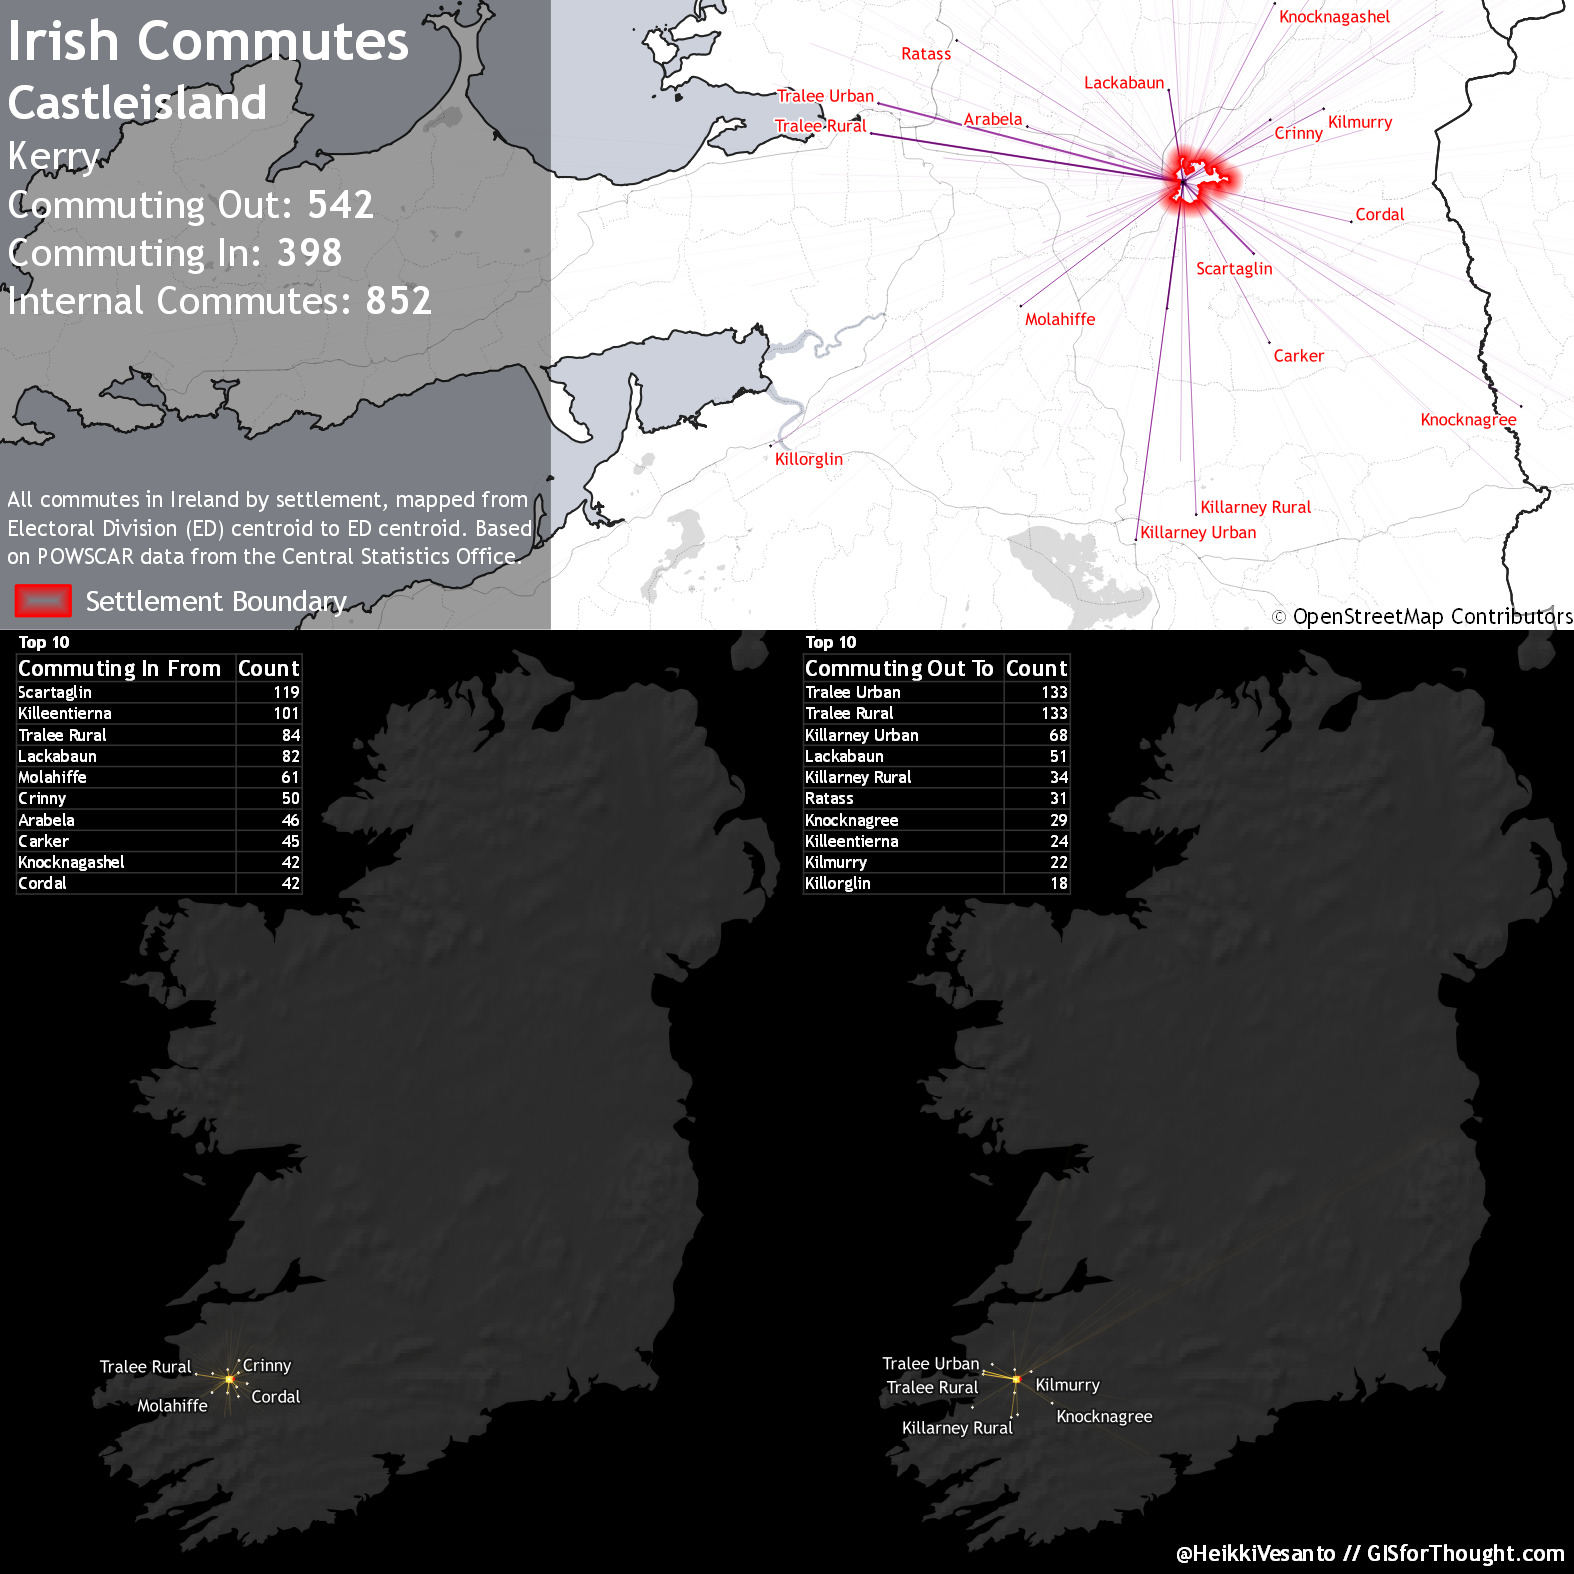 Irish Commutes
Castleisland
Kerry
Commuting Out: 542
Commuting In: 398
Internal Commutes: 852
All commutes in Ireland by settlement, mapped from
Electoral Division (ED) centroid to ED centroid. Based
on POWSCAR data from the Central Statistics Office.
Settlement Boundary
Knocknagashel
Ratass
Lackabaun
Tralee Urban
Arabela
Tralee Rural
Kilmurry
Crinny
Cordal
Scartaglin
Molahiffe
Carker
Knocknagree
Killorglin
Killarney Rural
Killarney Urban
© OpenStreetMap Contributors
Top 10
Commuting In From Count
Scartaglin 119
Killeentierna 101
Tralee Rural 84
Lackabaun 82
Molahiffe 61
Crinny 50
Arabela 46
Carker 45
Knocknagashel 42
Cordal 42
Tralee Rural
Crinny
Cordal
Molahiffe
Top 10
Commuting Out To Count
Tralee Urban 133
Tralee Rural 133
Killarney Urban 68
Lackabaun 51
Killarney Rural 34
Ratass 31
Knocknagree 29
Killeentierna 24
Kilmurry 22
Killorglin 18
Tralee Urban
Tralee Rural
Kilmurry
Knocknagree
Killarney Rural
@HeikkiVesanto // GISforThought.com